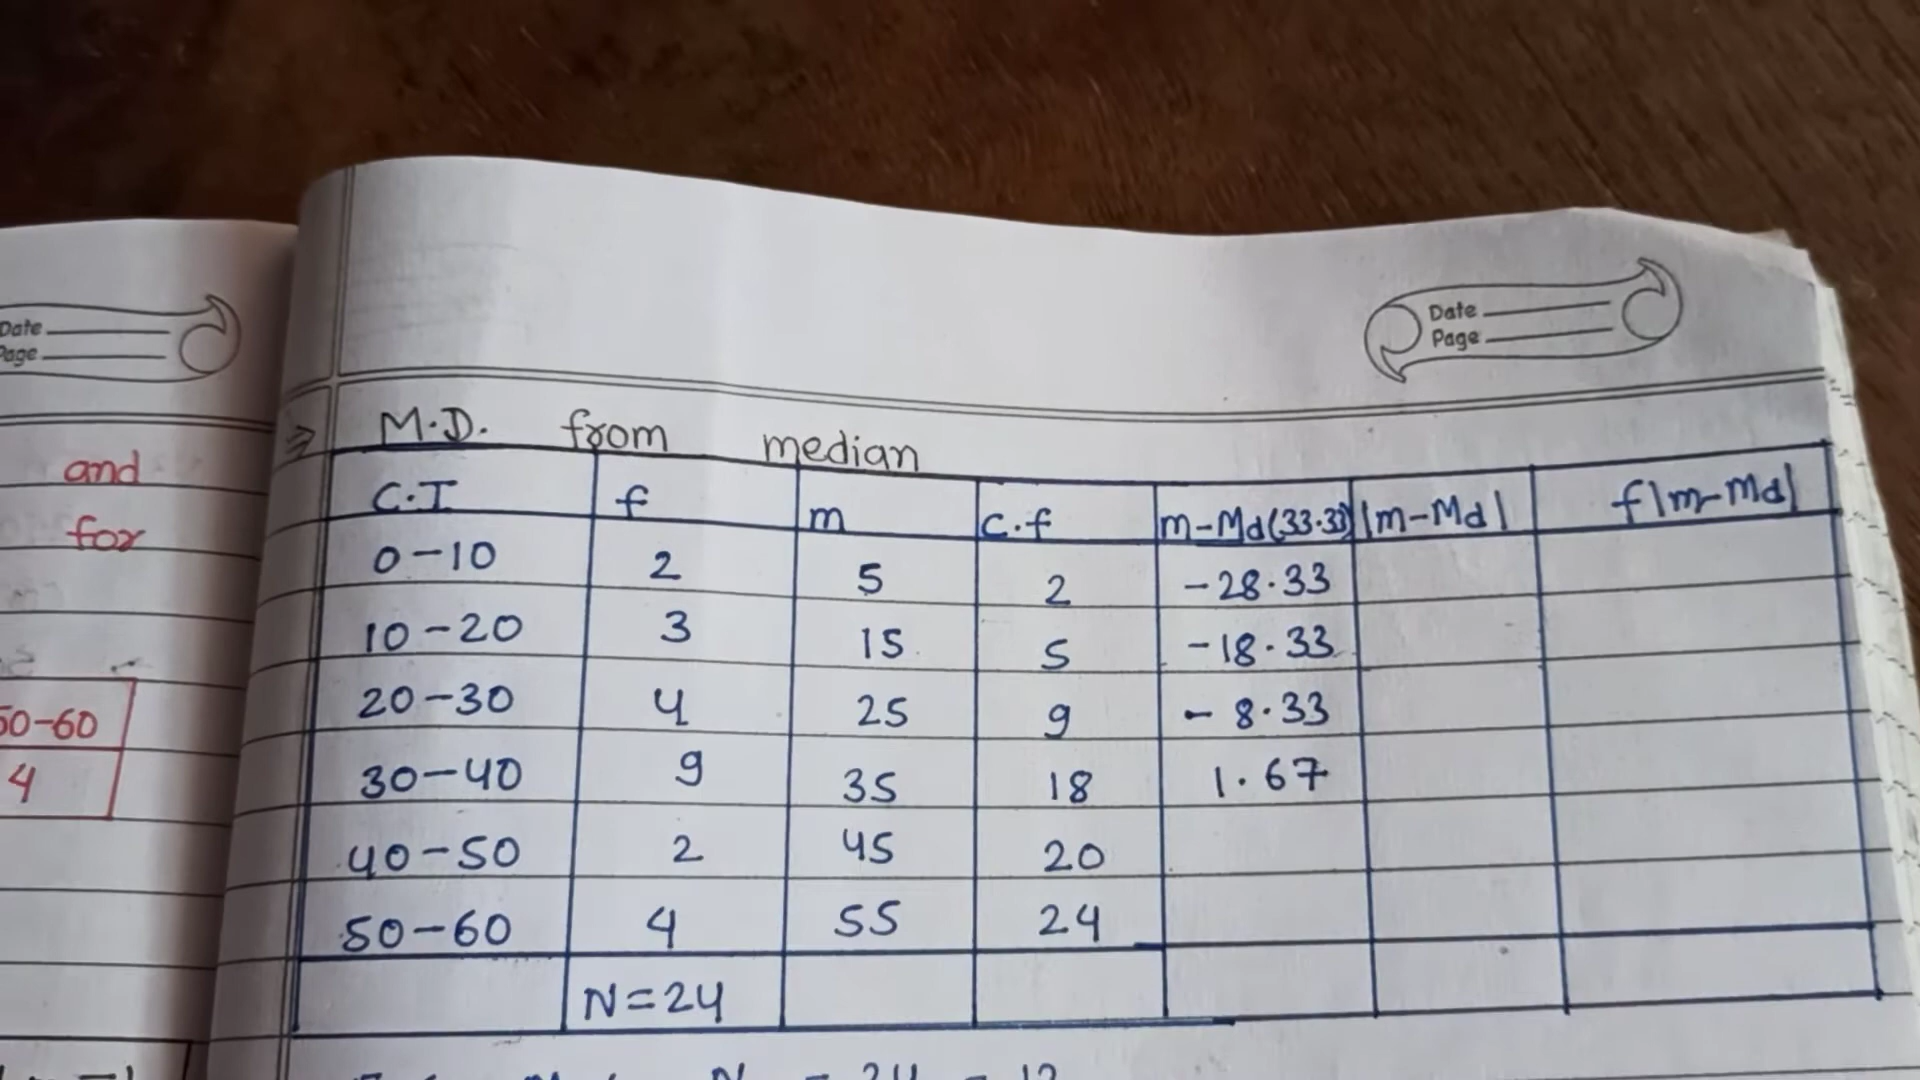 Date
Page
and
for
50-60
4
Date
Page
⇒ M.D. from median
C.I f m c.f m-Md(33.33) |m-Md| f|m-Md|
0-10 2 5 2 -28.33
10-20 3 15 5 -18.33
20-30 4 25 9 -8.33
30-40 9 35 18 1.67
40-50 2 45 20
50-60 4 55 24
N=24